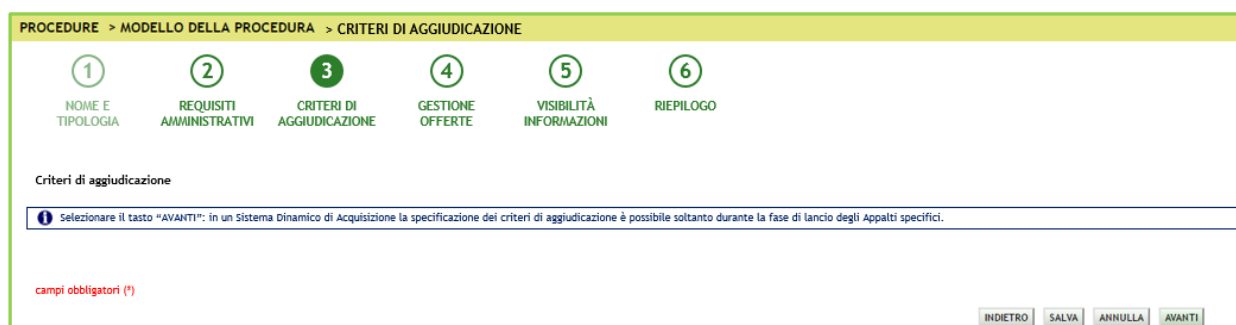 PROCEDURE > MODELLO DELLA PROCEDURA > CRITERI DI AGGIUDICAZIONE
1 2 3 4 5 6
NOME E TIPOLOGIA
REQUISITI AMMINISTRATIVI
CRITERI DI AGGIUDICAZIONE
GESTIONE OFFERTE
VISIBILITÀ INFORMAZIONI
RIEPILOGO
Criteri di aggiudicazione
Selezionare il tasto "AVANTI": in un Sistema Dinamico di Acquisizione la specificazione dei criteri di aggiudicazione è possibile soltanto durante la fase di lancio degli Appalti specifici.
campi obbligatori (*)
INDIETRO SALVA ANNULLA AVANTI